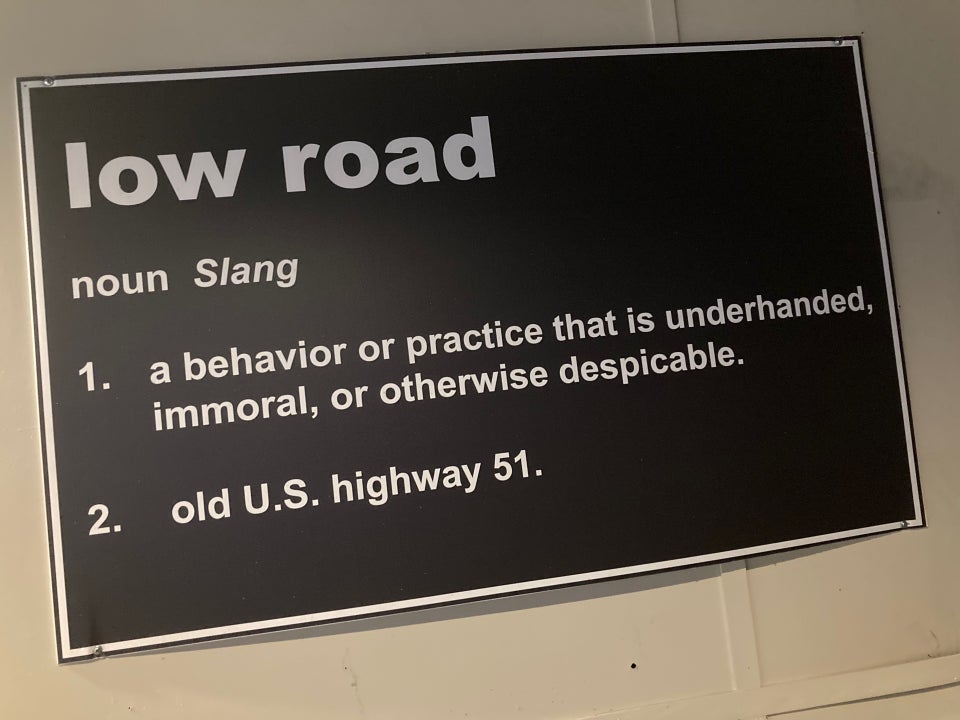 low road
noun Slang
1. a behavior or practice that is underhanded,
immoral, or otherwise despicable.
2. old U.S. highway 51.